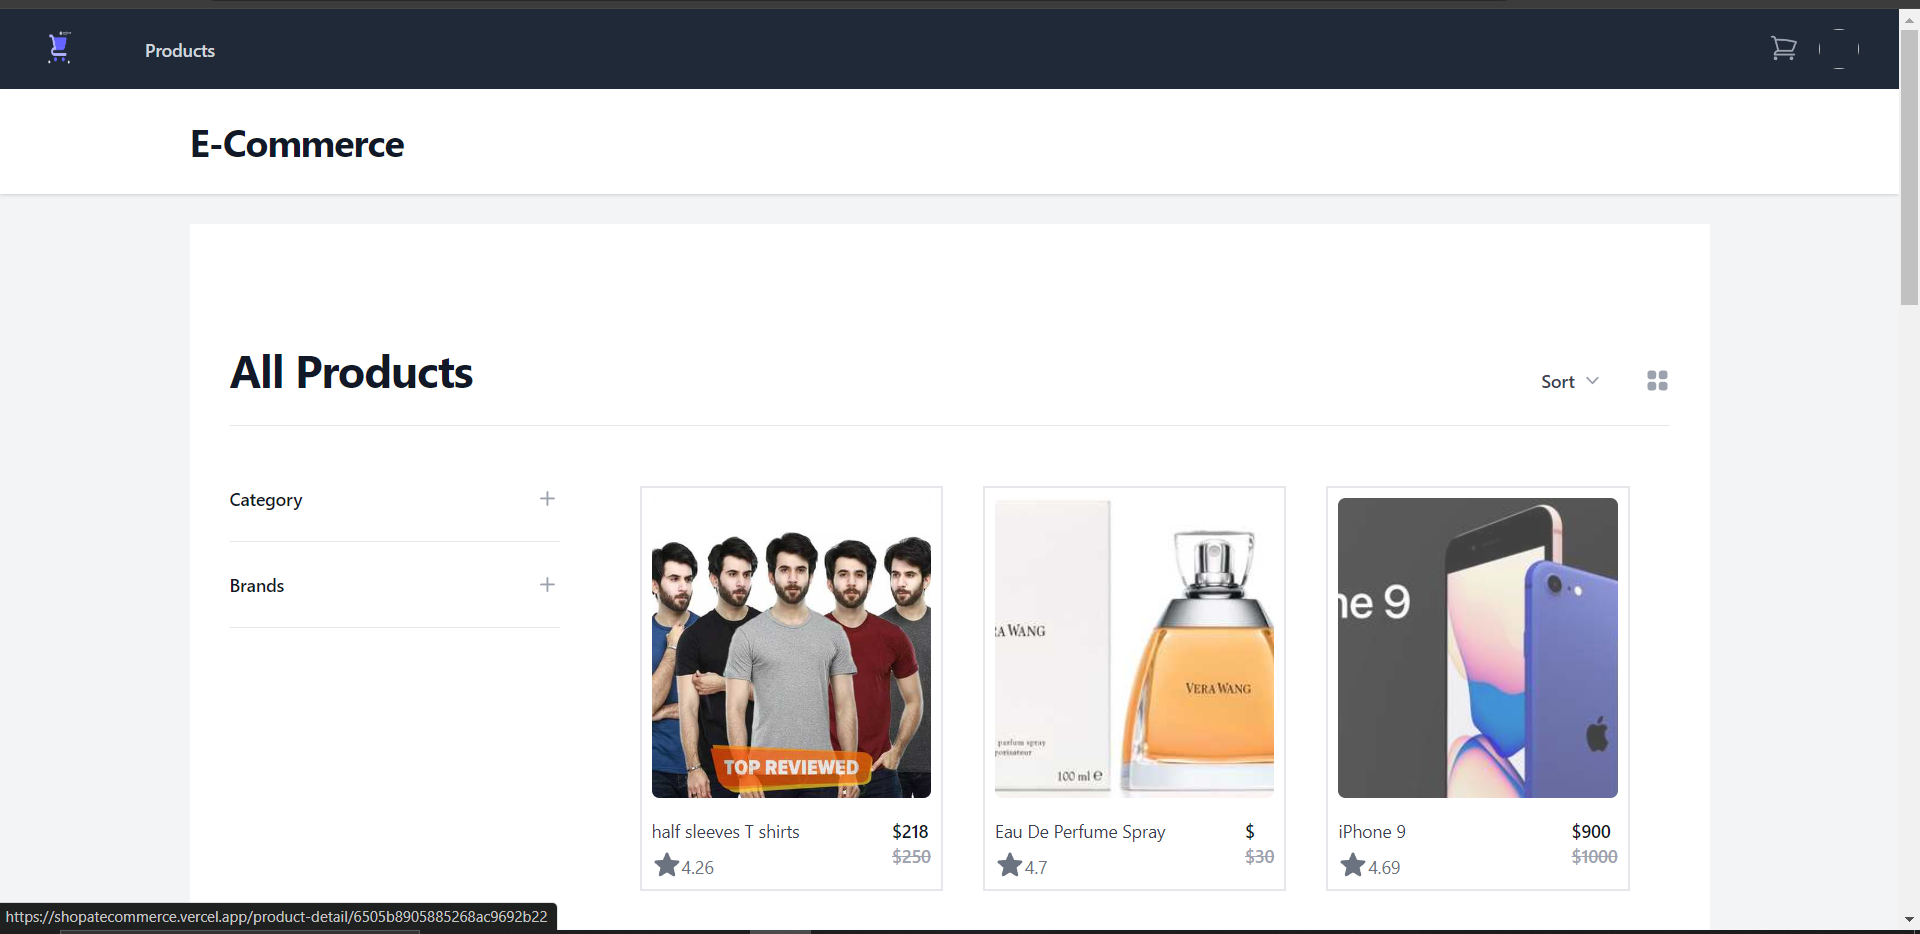 Products
E-Commerce
All Products
Sort
Category
Brands
TOP REVIEWED
half sleeves T shirts
$218
$250
4.26
RA WANG
parfum spray
vaporisateur
100 ml e
VERA WANG
Eau De Perfume Spray
$
$30
4.7
ne 9
iPhone 9
$900
$1000
4.69
https://shopatecommerce.vercel.app/product-detail/6505b8905885268ac9692b22